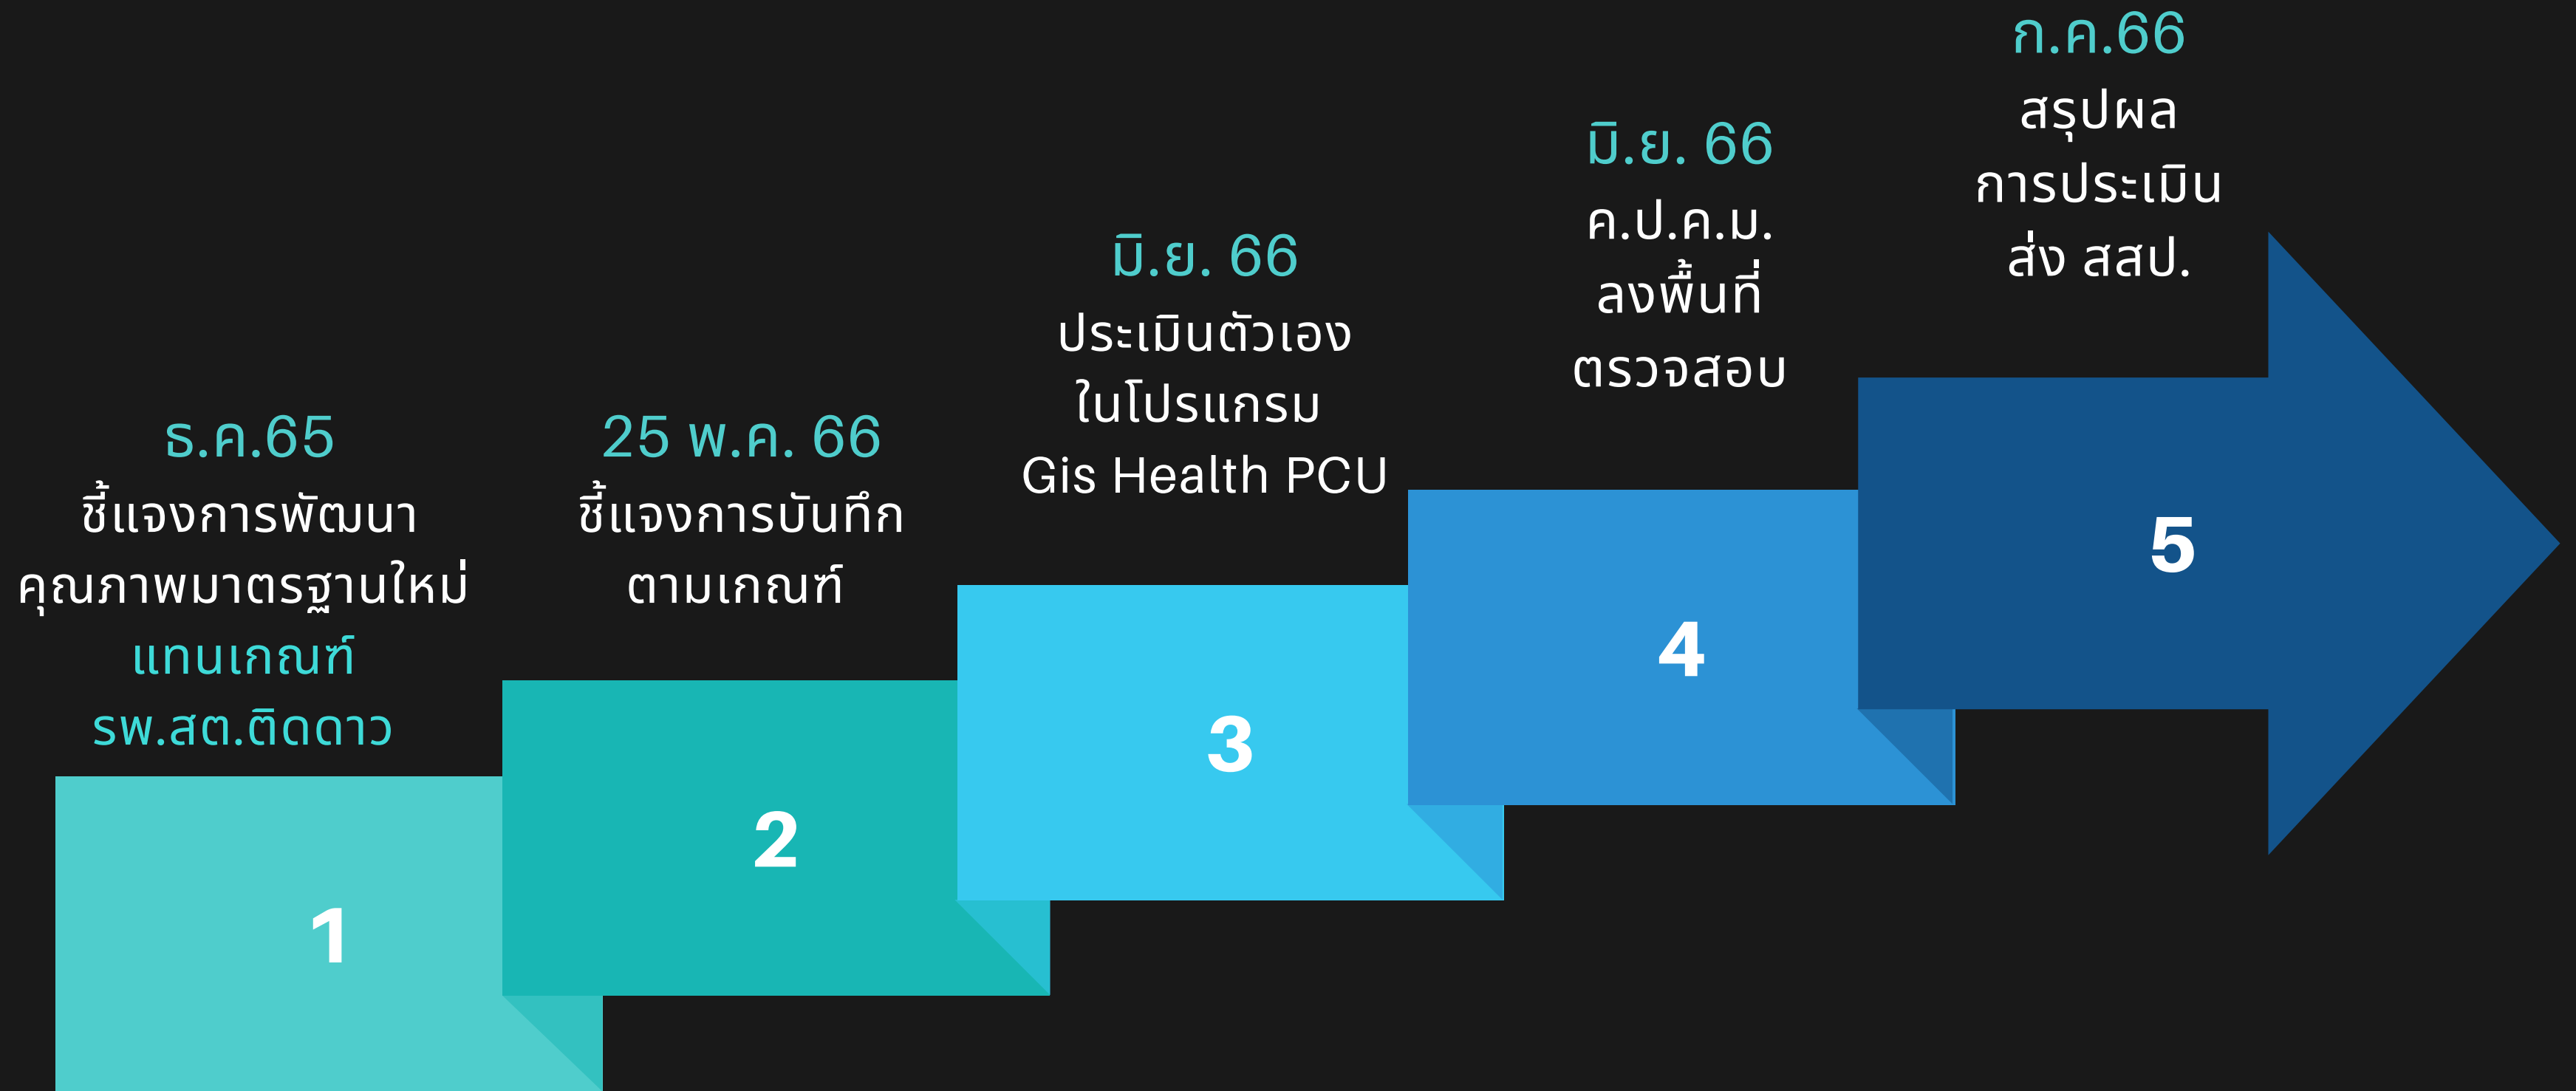 ธ.ค.65
ชี้แจงการพัฒนา
คุณภาพมาตรฐานใหม่
แทนเกณฑ์
รพ.สต.ติดดาว
1
25 พ.ค. 66
ชี้แจงการบันทึก
ตามเกณฑ์
2
มิ.ย. 66
ประเมินตัวเอง
ในโปรแกรม
Gis Health PCU
3
มิ.ย. 66
ค.ป.ค.ม.
ลงพื้นที่
ตรวจสอบ
4
ก.ค.66
สรุปผล
การประเมิน
ส่ง สสป.
5